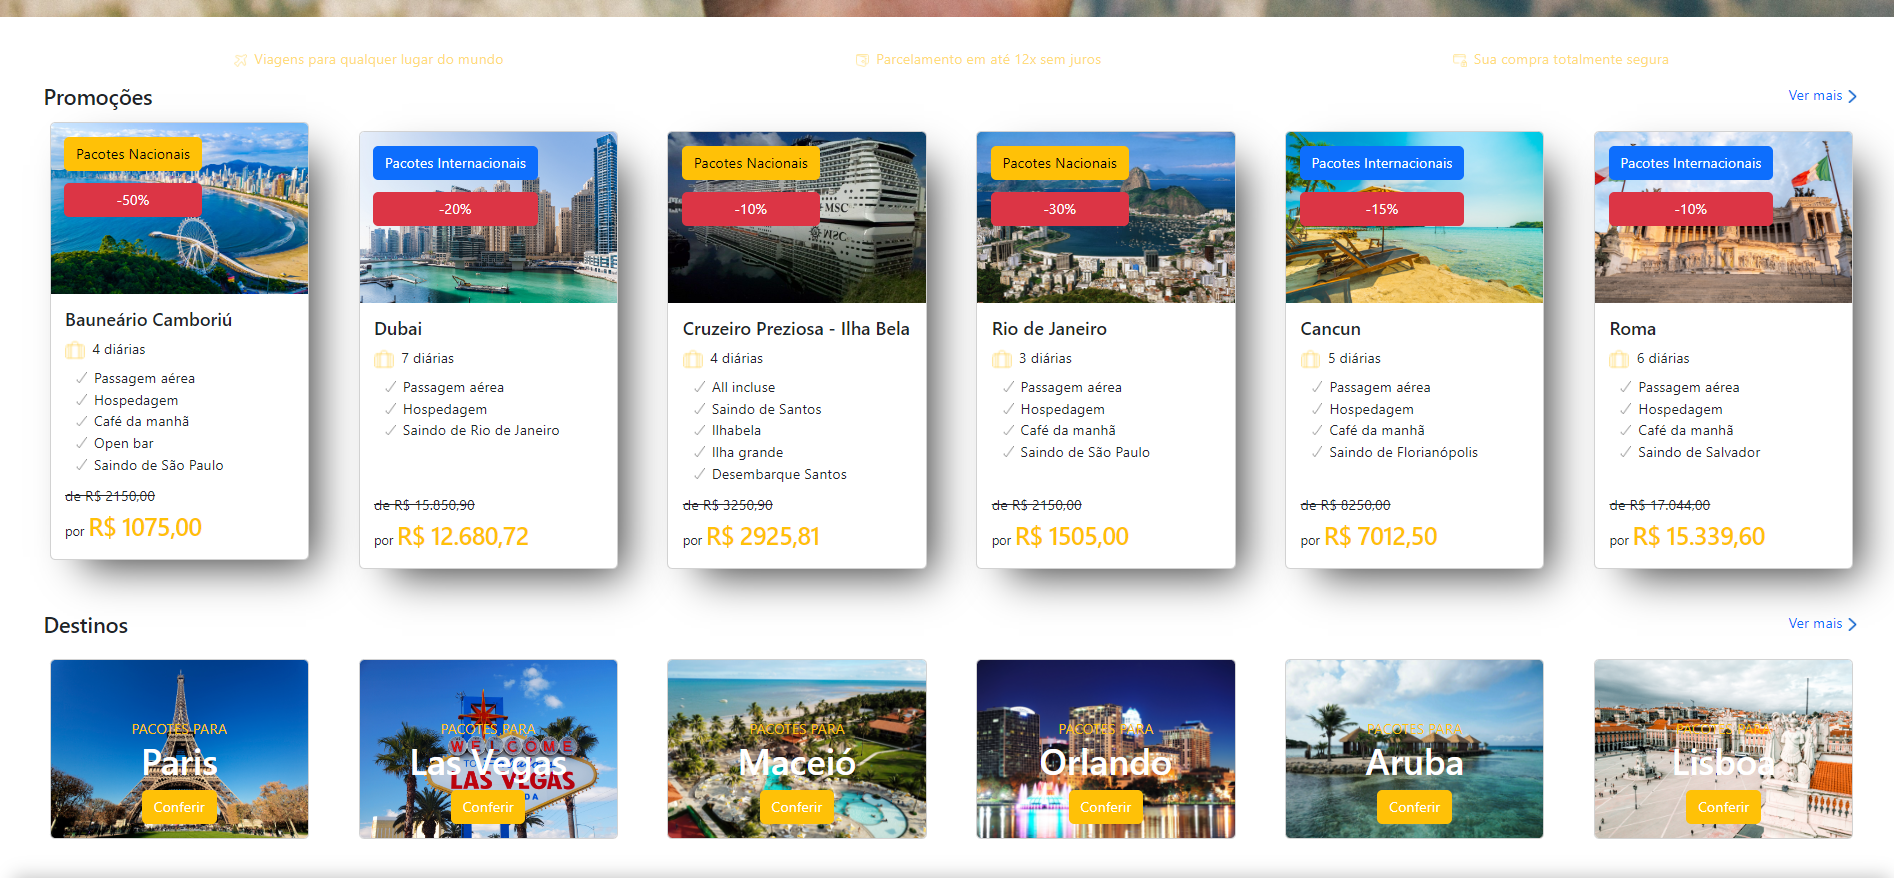 Viagens para qualquer lugar do mundo
Parcelamento em até 12x sem juros
Sua compra totalmente segura
Promoções
Ver mais
Pacotes Nacionais
-50%
Bauneário Camboriú
4 diárias
Passagem aérea
Hospedagem
Café da manhã
Open bar
Saindo de São Paulo
de R$ 2150,00
por R$ 1075,00
Pacotes Internacionais
-20%
Dubai
7 diárias
Passagem aérea
Hospedagem
Saindo de Rio de Janeiro
de R$ 15.850,90
por R$ 12.680,72
Pacotes Nacionais
-10%
MSC
MSC
Cruzeiro Preziosa - Ilha Bela
4 diárias
All incluse
Saindo de Santos
Ilhabela
Ilha grande
Desembarque Santos
de R$ 3250,90
por R$ 2925,81
Pacotes Nacionais
-30%
Rio de Janeiro
3 diárias
Passagem aérea
Hospedagem
Café da manhã
Saindo de São Paulo
de R$ 2150,00
por R$ 1505,00
Pacotes Internacionais
-15%
Cancun
5 diárias
Passagem aérea
Hospedagem
Café da manhã
Saindo de Florianópolis
de R$ 8250,00
por R$ 7012,50
Pacotes Internacionais
-10%
Roma
6 diárias
Passagem aérea
Hospedagem
Café da manhã
Saindo de Salvador
de R$ 17.044,00
por R$ 15.339,60
Destinos
Ver mais
PACOTES PARA
Paris
Conferir
PACOTES PARA
WELCOME
Las Vegas
LAS VEGAS
Conferir
PACOTES PARA
Maceió
Conferir
PACOTES PARA
Orlando
Conferir
PACOTES PARA
Aruba
Conferir
PACOTES PARA
Lisboa
Conferir